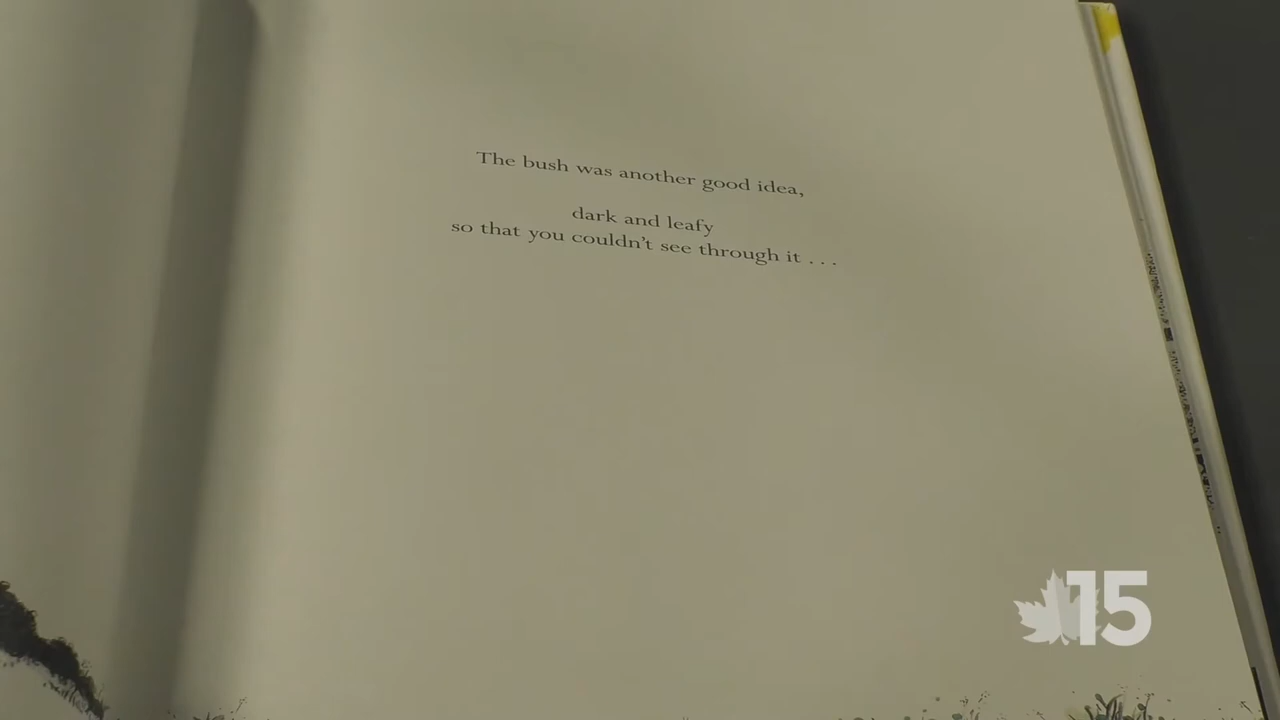 The bush was another good idea,
dark and leafy
so that you couldn't see through it . . .
15